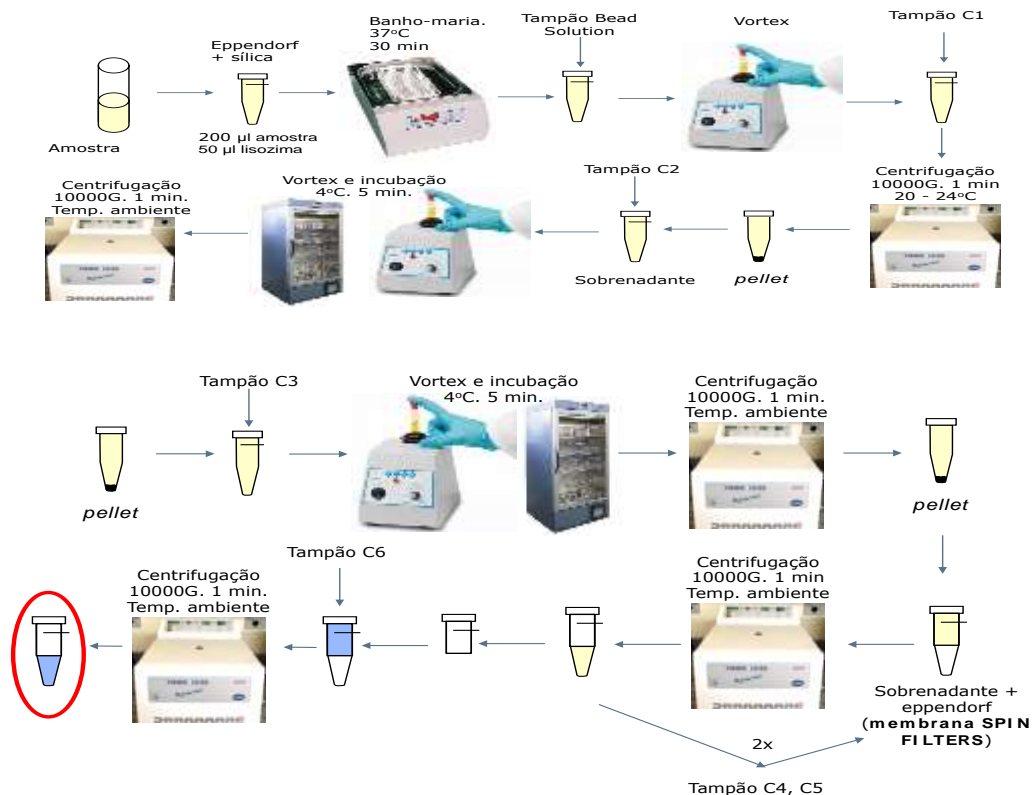 Amostra
Eppendorf
+ sílica
200 µl amostra
50 µl lisozima
Banho-maria.
37ºC
30 min
Tampão Bead
Solution
Vortex
Tampão C1
Centrifugação
10000G. 1 min
20 - 24ºC
pellet
Tampão C2
Sobrenadante
Vortex e incubação
4ºC. 5 min.
Centrifugação
10000G. 1 min.
Temp. ambiente
pellet
Tampão C3
Vortex e incubação
4ºC. 5 min.
Centrifugação
10000G. 1 min.
Temp. ambiente
pellet
Sobrenadante +
eppendorf
(membrana SPIN
FILTERS)
Centrifugação
10000G. 1 min
Temp. ambiente
2x
Tampão C4, C5
Tampão C6
Centrifugação
10000G. 1 min.
Temp. ambiente